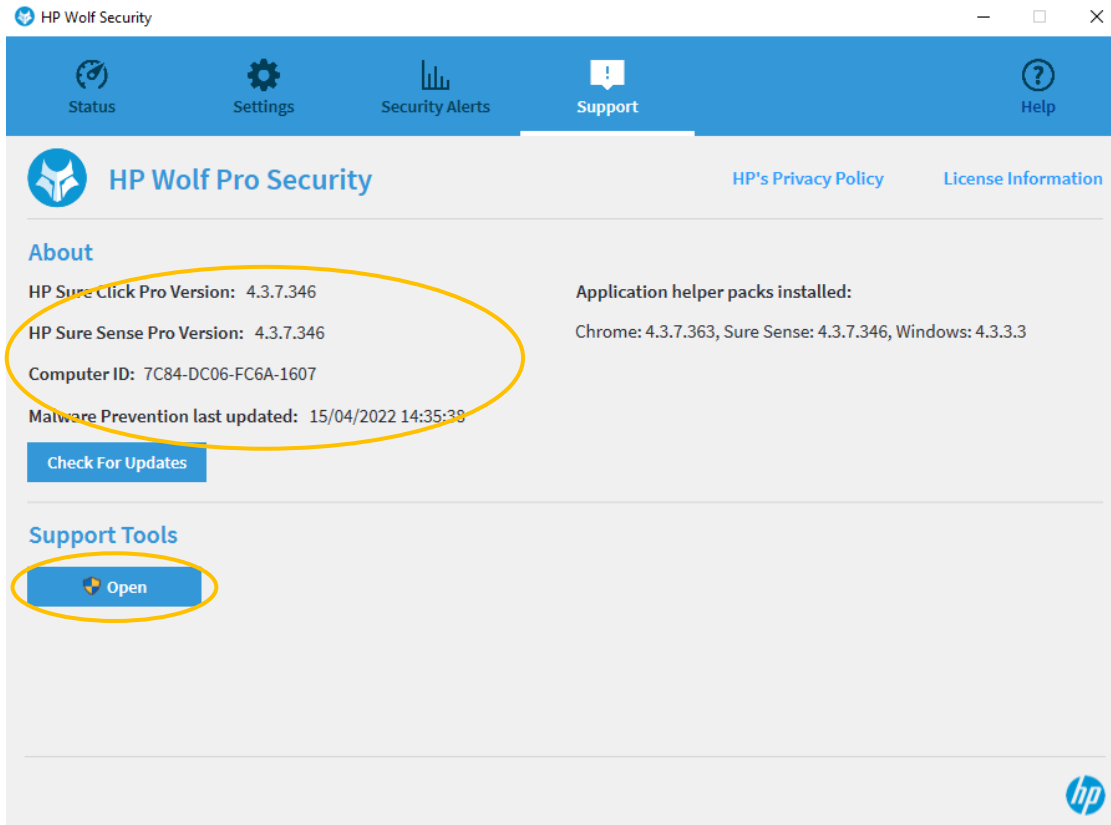 HP Wolf Security
Status Settings Security Alerts Support Help
HP Wolf Pro Security HP's Privacy Policy License Information
About
HP Sure Click Pro Version: 4.3.7.346 Application helper packs installed:
HP Sure Sense Pro Version: 4.3.7.346 Chrome: 4.3.7.363, Sure Sense: 4.3.7.346, Windows: 4.3.3.3
Computer ID: 7C84-DC06-FC6A-1607
Malware Prevention last updated: 15/04/2022 14:35:38
Check For Updates
Support Tools
Open
hp